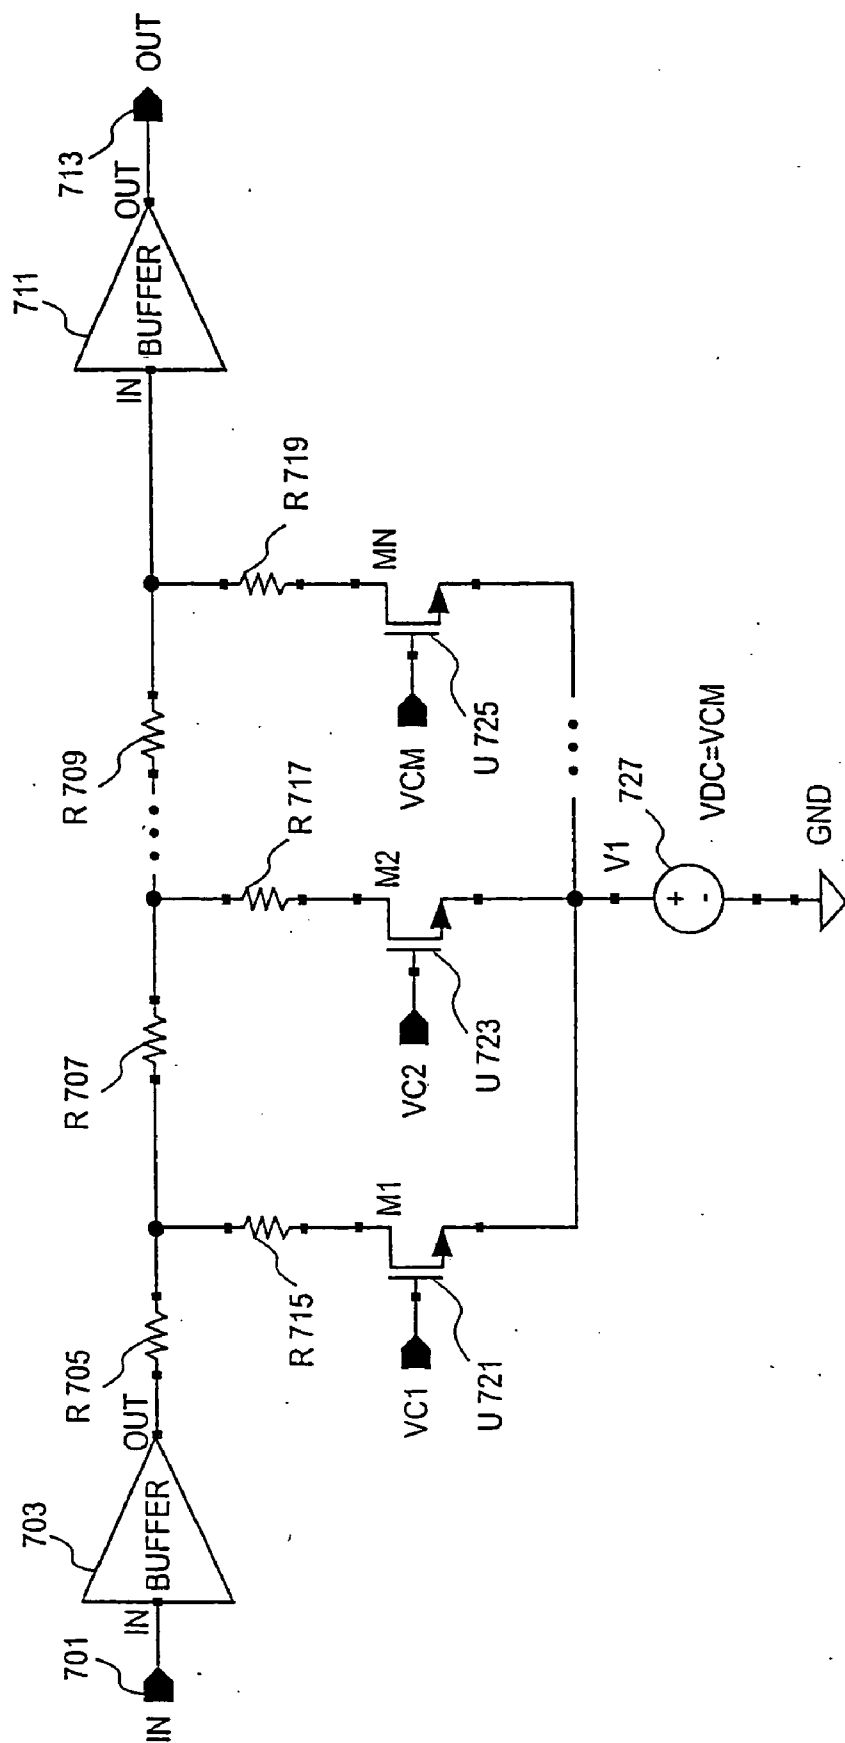 701
IN
IN
703
BUFFER
OUT
R 705
R 715
VC1
U 721
M1
R 707
R 717
VC2
U 723
M2
R 709
R 719
VCM
U 725
MN
V1
727
VDC=VCM
GND
711
IN
BUFFER
OUT
713
OUT